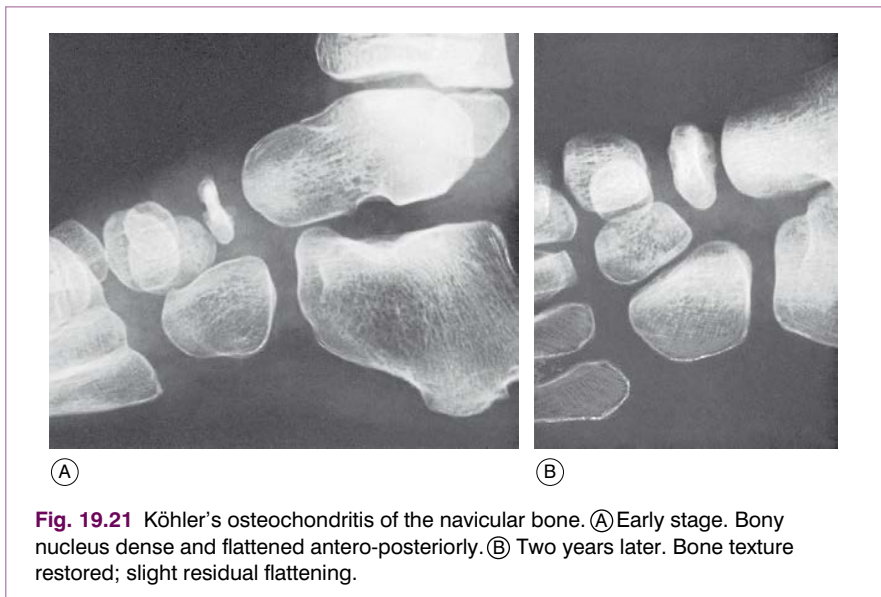 A
B
Fig. 19.21 Köhler’s osteochondritis of the navicular bone. A Early stage. Bony
nucleus dense and flattened antero-posteriorly. B Two years later. Bone texture
restored; slight residual flattening.